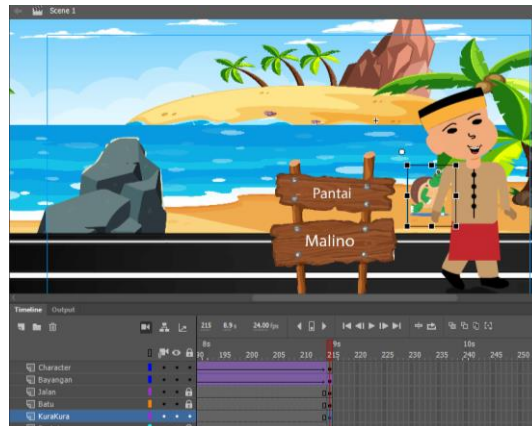 Scene 1
Pantai
Malino
Timeline Output
215 8.9 s 24.00 fps
8s 9s 10s
90 195 200 205 210 215 220 225 230 235 240 245 250
Character
Bayangan
Jalan
Batu
KuraKura